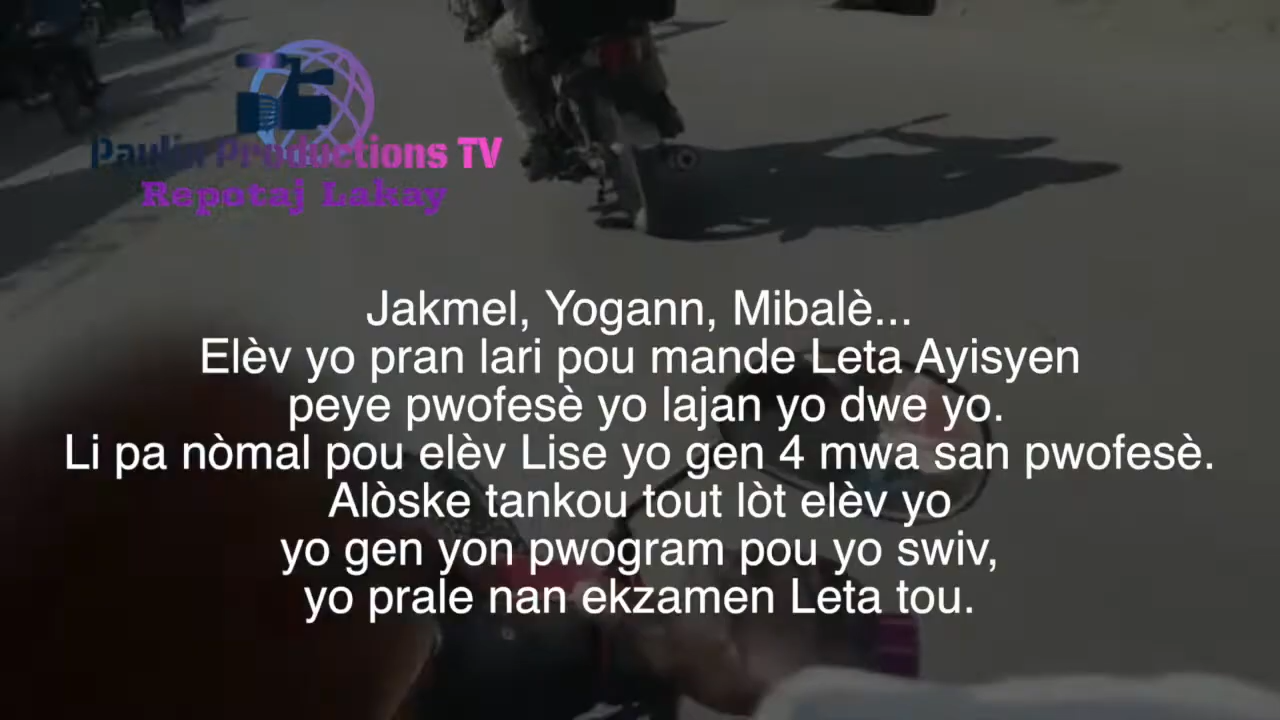 Paulin Productions TV
Repotaj Lakay
Jakmel, Yogann, Mibalè...
Elèv yo pran lari pou mande Leta Ayisyen
peye pwofesè yo lajan yo dwe yo.
Li pa nòmal pou elèv Lise yo gen 4 mwa san pwofesè.
Alòske tankou tout lòt elèv yo
yo gen yon pwogram pou yo swiv,
yo prale nan ekzamen Leta tou.